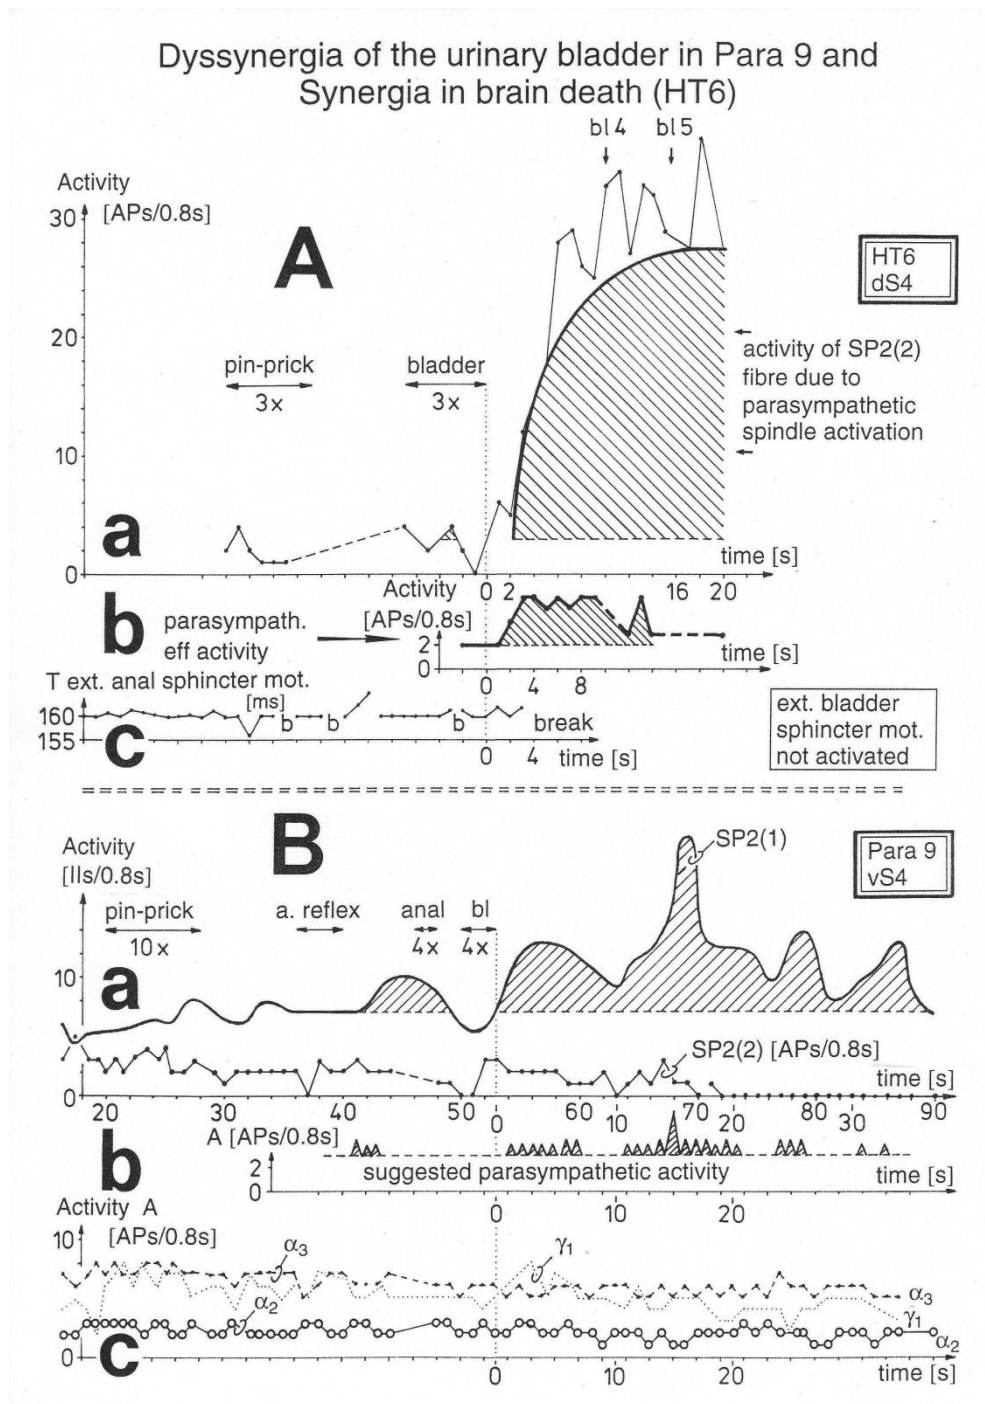 Dyssynergia of the urinary bladder in Para 9 and
Synergia in brain death (HT6)
bl 4 bl 5
Activity
[APs/0.8s]
30
A
HT6
dS4
20
pin-prick
3x
bladder
3x
activity of SP2(2)
fibre due to
parasympathetic
spindle activation
10
a
0
time [s]
0 2 16 20
b
parasympath.
eff activity
Activity
[APs/0.8s]
2
0
time [s]
0 4 8
T ext. anal sphincter mot.
[ms]
160
155
b b b
break
c
0 4 time [s]
ext. bladder
sphincter mot.
not activated
B
Activity
[IIs/0.8s]
SP2(1)
Para 9
vS4
pin-prick
10x
a. reflex
anal
4x
bl
4x
10
a
SP2(2) [APs/0.8s]
time [s]
0
20 30 40 50 0 60 10 70 20 80 30 90
b
A [APs/0.8s]
2
0
suggested parasympathetic activity
time [s]
0 10 20
Activity A
[APs/0.8s]
10
α3
γ1
α2
α3
γ1
α2
0
c
0 10 20
time [s]